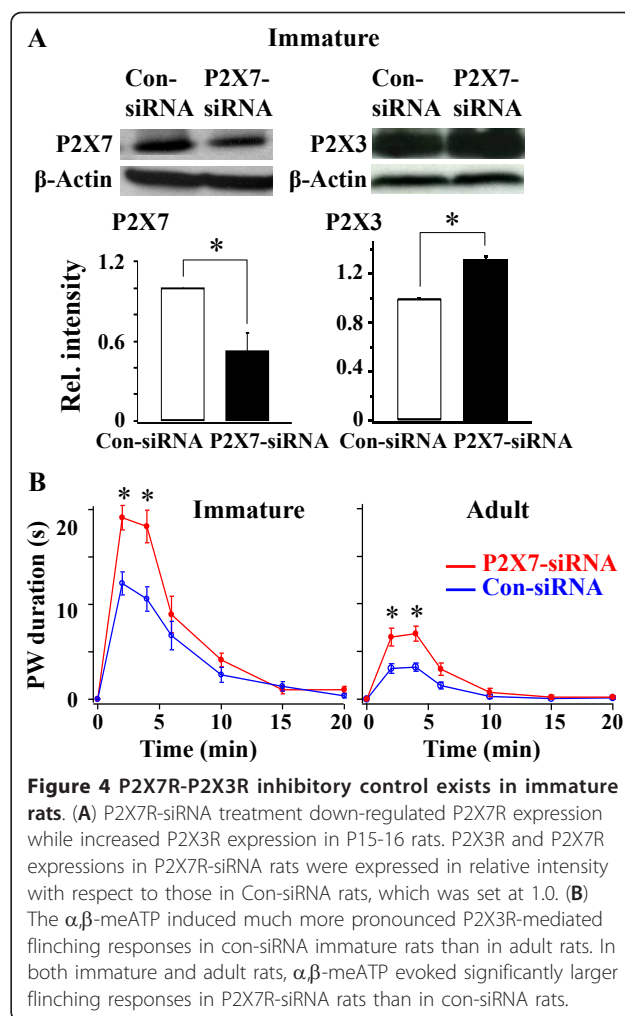 A Immature
Con-siRNA P2X7-siRNA Con-siRNA P2X7-siRNA
P2X7 P2X3
β-Actin β-Actin
P2X7 P2X3
* *
Rel. intensity
1.2
0.6
0
1.2
0.8
0.4
0
Con-siRNA P2X7-siRNA Con-siRNA P2X7-siRNA
B
* * Immature Adult
P2X7-siRNA
Con-siRNA
* *
PW duration (s)
20
10
0
0 5 10 15 20 0 5 10 15 20
Time (min) Time (min)
Figure 4 P2X7R-P2X3R inhibitory control exists in immature
rats. (A) P2X7R-siRNA treatment down-regulated P2X7R expression
while increased P2X3R expression in P15-16 rats. P2X3R and P2X7R
expressions in P2X7R-siRNA rats were expressed in relative intensity
with respect to those in Con-siRNA rats, which was set at 1.0. (B)
The α,β-meATP induced much more pronounced P2X3R-mediated
flinching responses in con-siRNA immature rats than in adult rats. In
both immature and adult rats, α,β-meATP evoked significantly larger
flinching responses in P2X7R-siRNA rats than in con-siRNA rats.